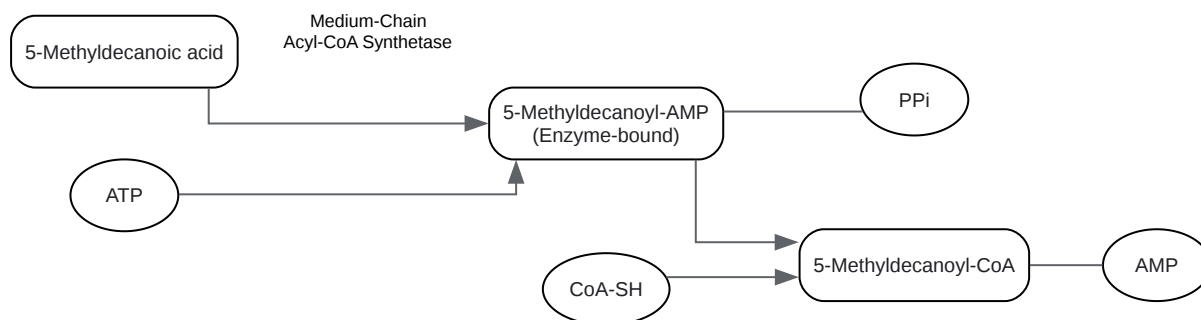 5-Methyldecanoic acid
Medium-Chain
Acyl-CoA Synthetase
5-Methyldecanoyl-AMP
(Enzyme-bound)
PPi
ATP
5-Methyldecanoyl-CoA
AMP
CoA-SH